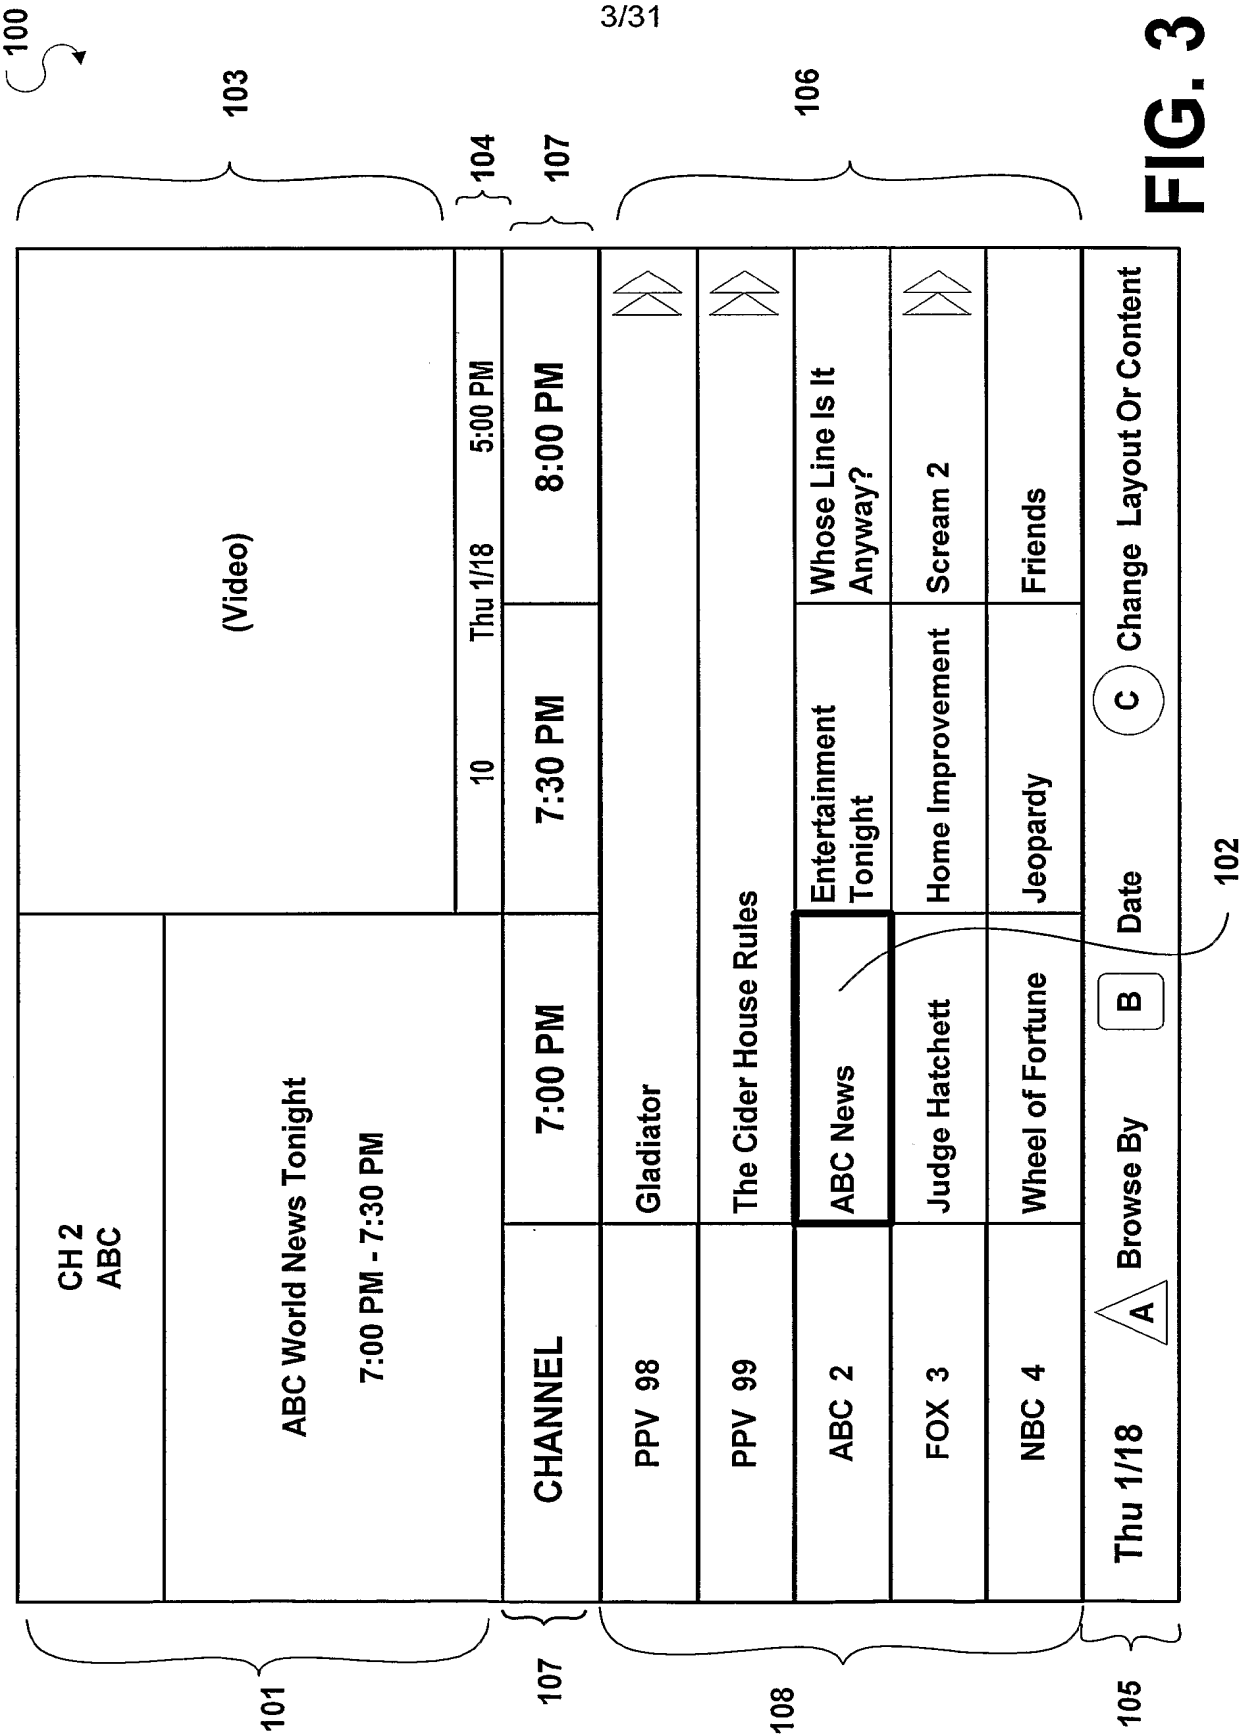 3/31
100
CH 2
ABC
ABC World News Tonight
7:00 PM - 7:30 PM
(Video)
10 Thu 1/18 5:00 PM
CHANNEL 7:00 PM 7:30 PM 8:00 PM
PPV 98 Gladiator
PPV 99 The Cider House Rules
ABC 2 ABC News Entertainment
Tonight Whose Line Is It
Anyway?
FOX 3 Judge Hatchett Home Improvement Scream 2
NBC 4 Wheel of Fortune Jeopardy Friends
Thu 1/18 A Browse By B Date C Change Layout Or Content
101
103
104
107
107
108
106
105
102
FIG. 3